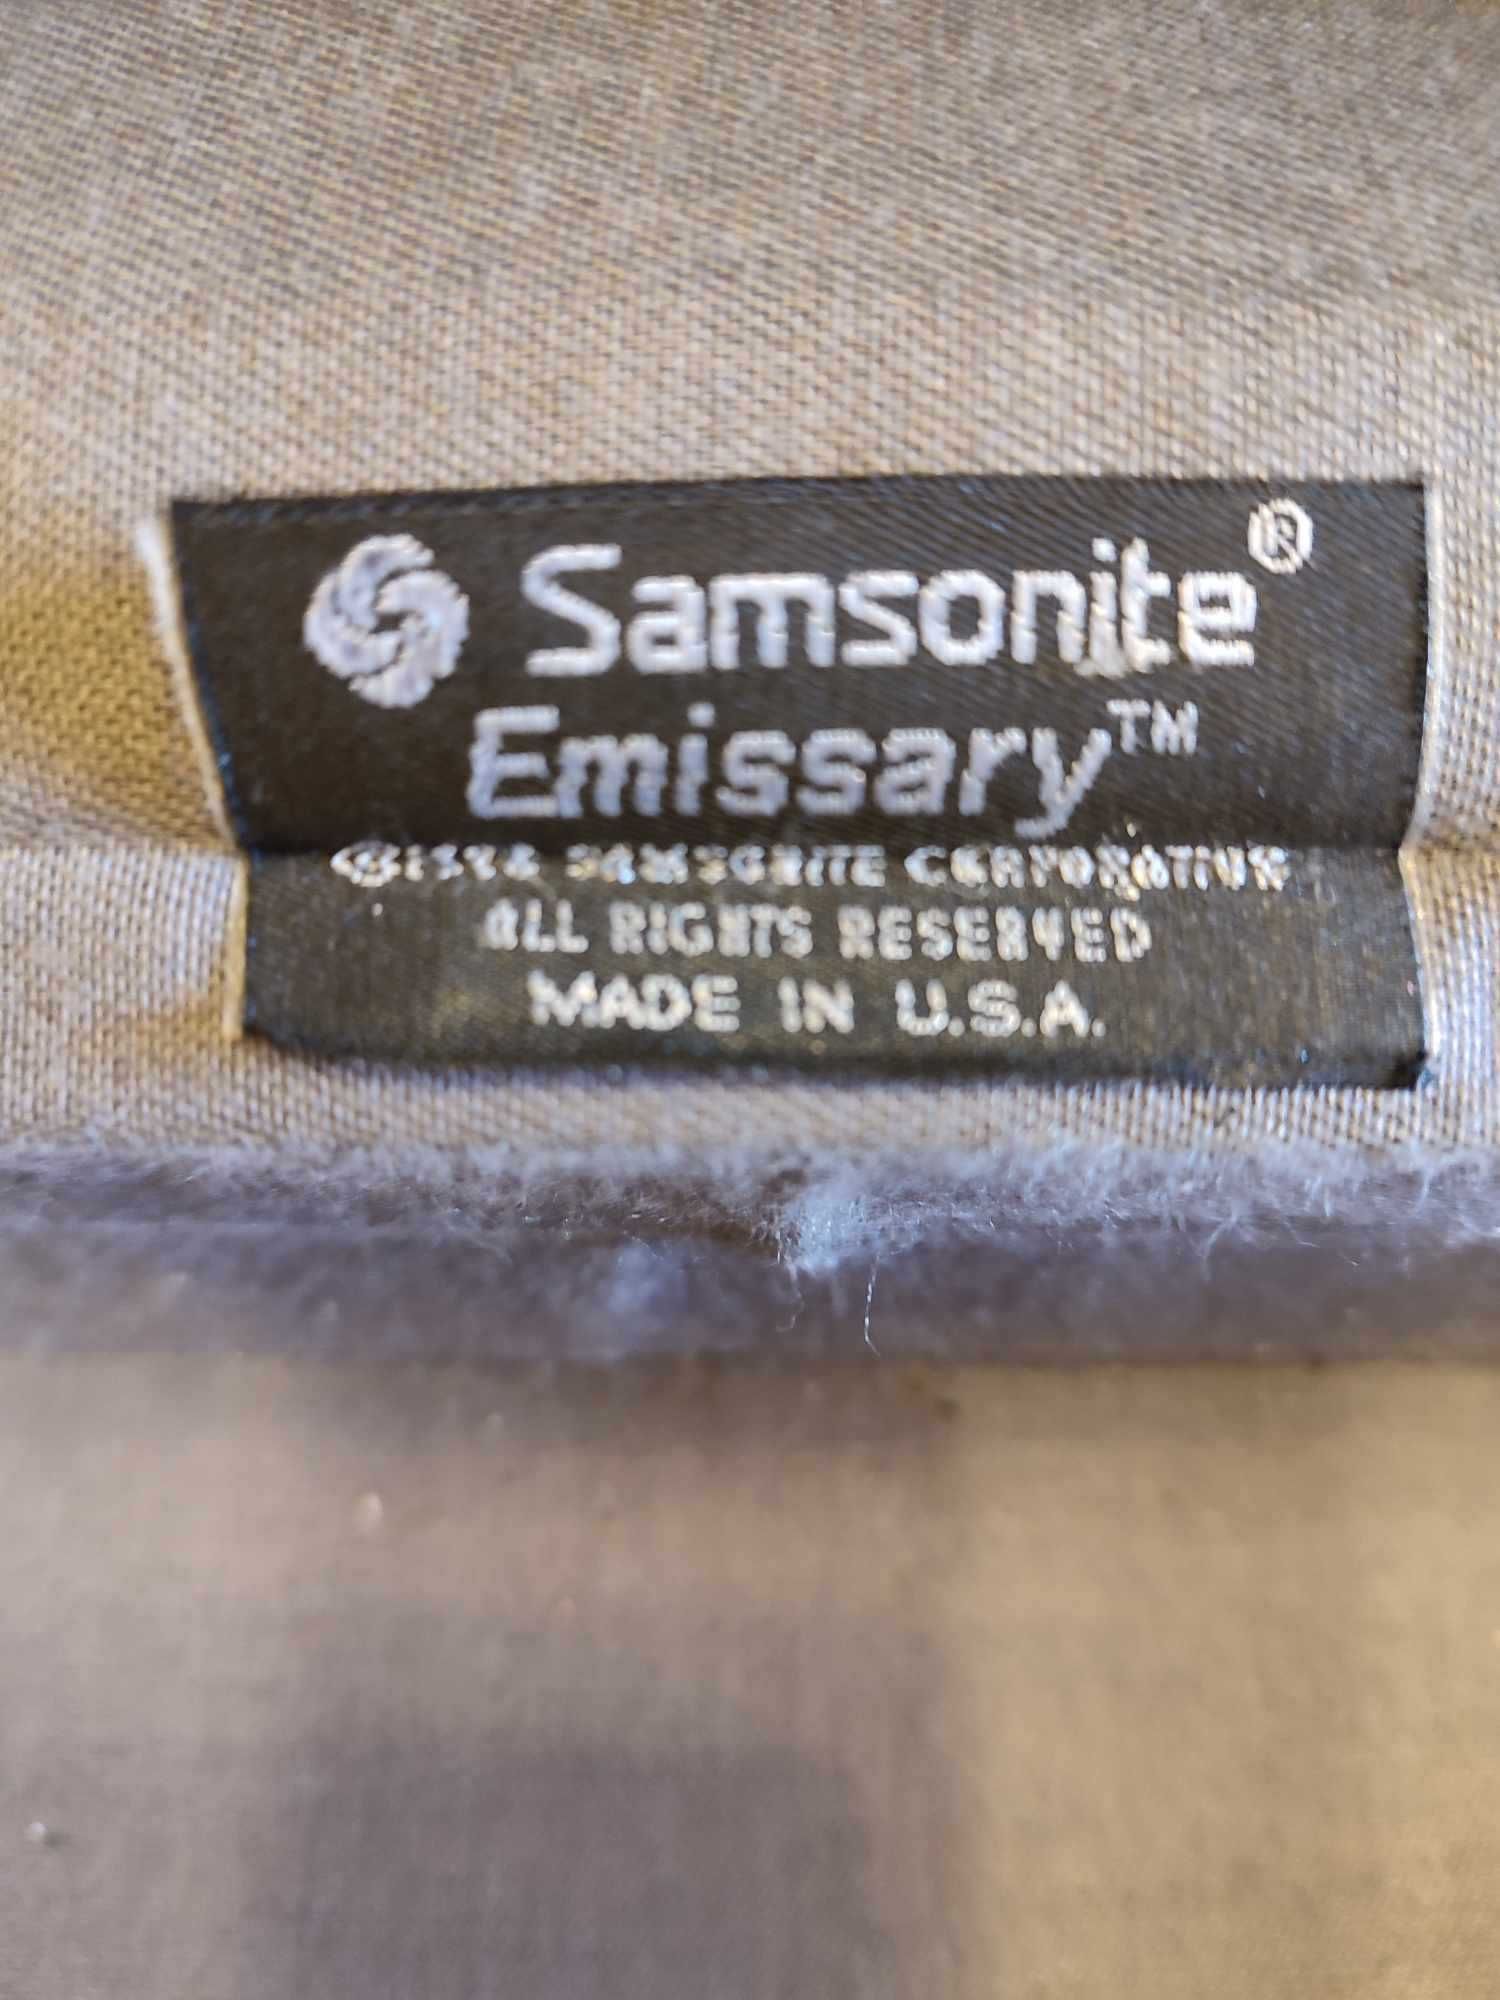 Samsonite®
Emissary™
© SAMSONITE CORPORATION
ALL RIGHTS RESERVED
MADE IN U.S.A.